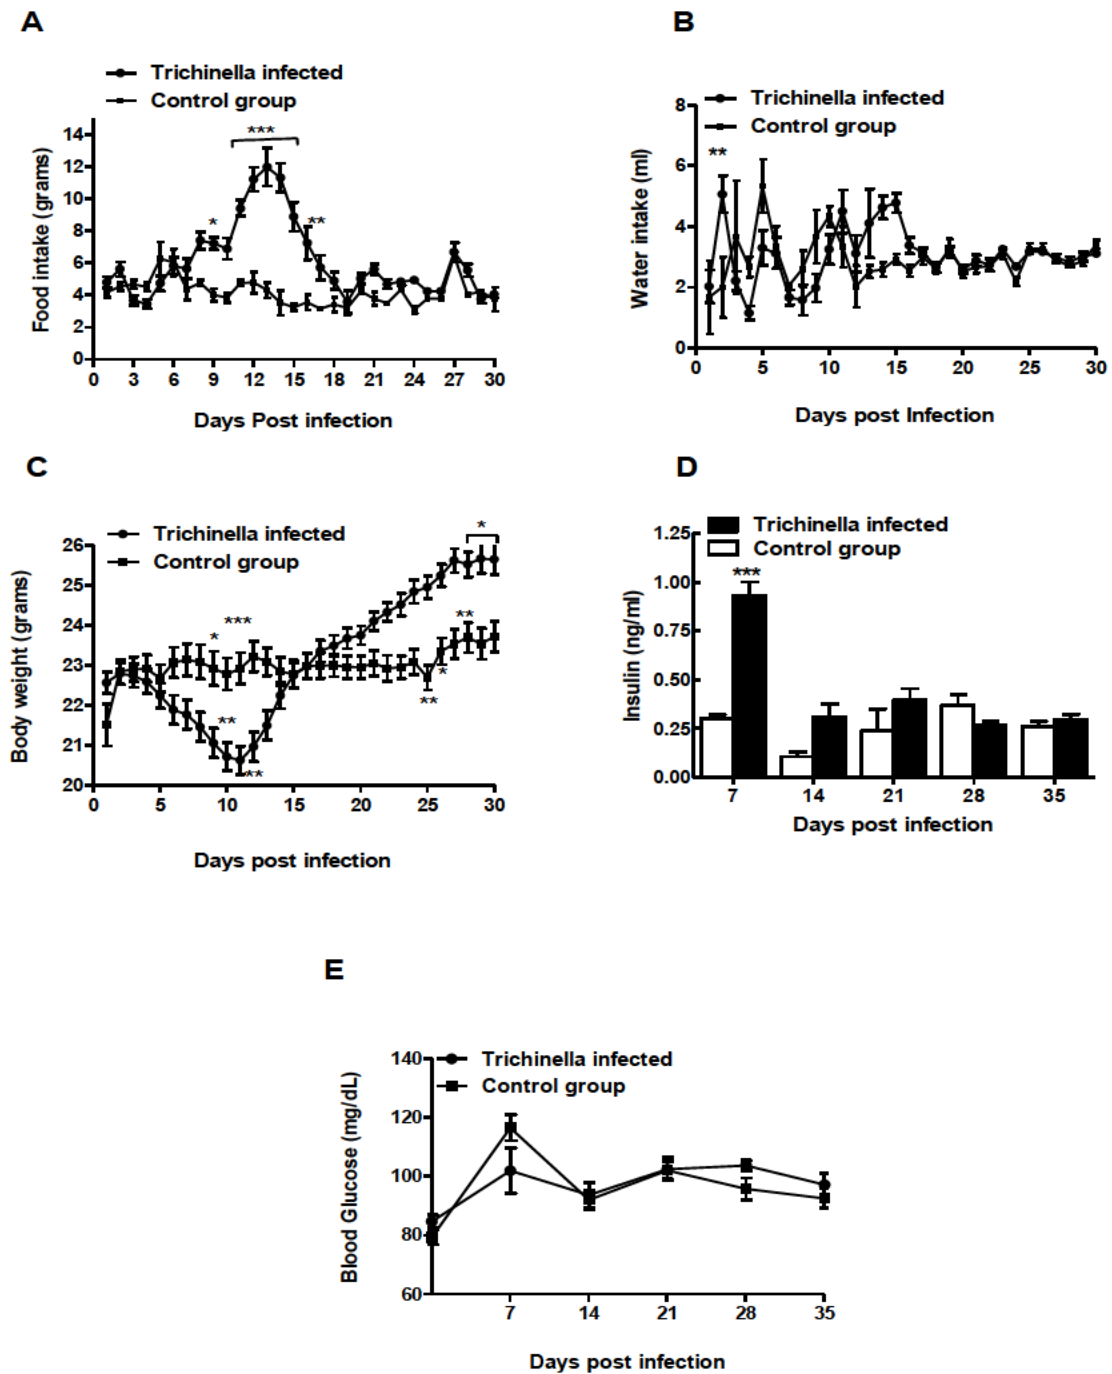 A
Trichinella infected
Control group
Food intake (grams)
14
12
10
8
6
4
2
0
***
*
**
0 3 6 9 12 15 18 21 24 27 30
Days Post infection
B
Trichinella infected
Control group
Water intake (ml)
8
6
4
2
0
**
0 5 10 15 20 25 30
Days post Infection
C
Trichinella infected
Control group
Body weight (grams)
26
25
24
23
22
21
20
*
***
*
**
**
**
*
**
0 5 10 15 20 25 30
Days post infection
D
Trichinella infected
Control group
Insulin (ng/ml)
1.25
1.00
0.75
0.50
0.25
0.00
***
7 14 21 28 35
Days post infection
E
Trichinella infected
Control group
Blood Glucose (mg/dL)
140
120
100
80
60
7 14 21 28 35
Days post infection